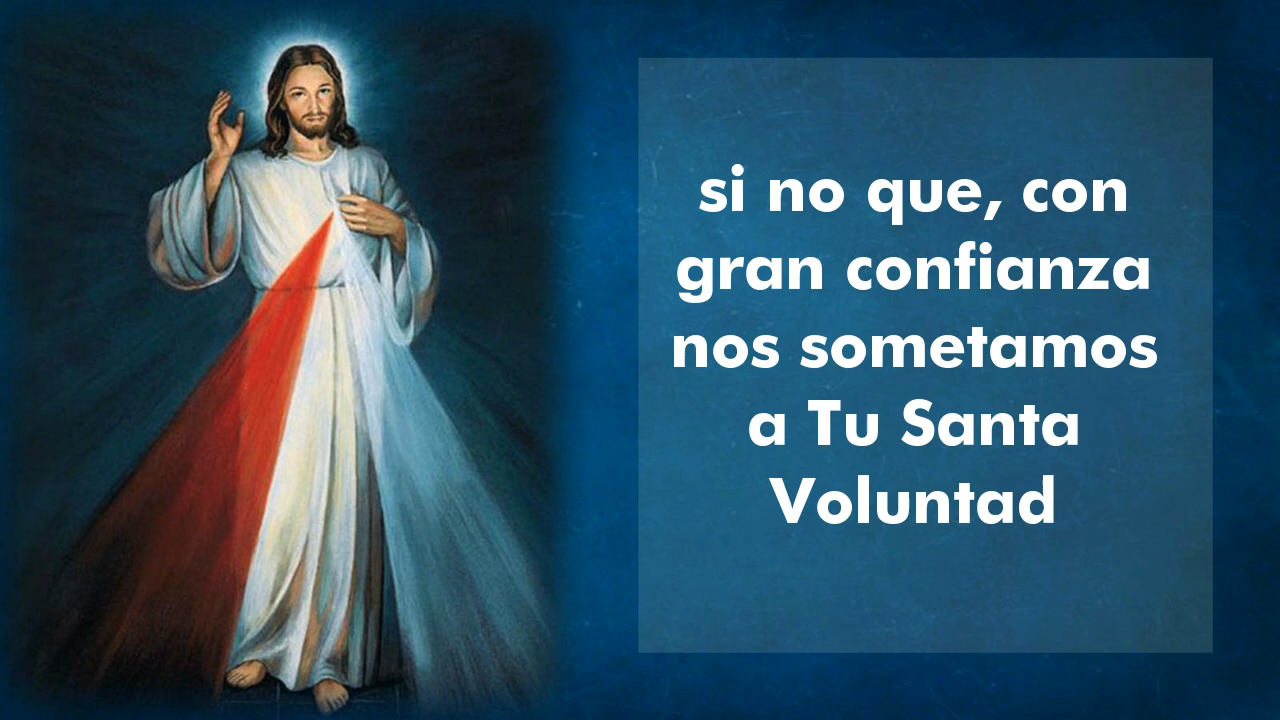 si no que, con
gran confianza
nos sometamos
a Tu Santa
Voluntad